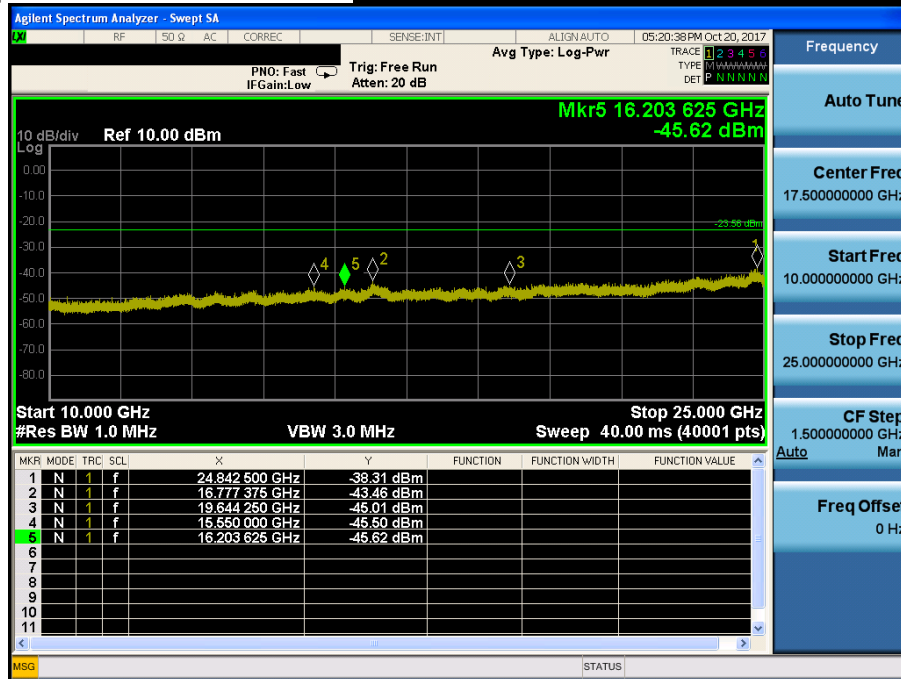 Agilent Spectrum Analyzer - Swept SA
LXI RF 50 Ω AC CORREC SENSE:INT ALIGN AUTO 05:20:38 PM Oct 20, 2017
Avg Type: Log-Pwr TRACE 1 2 3 4 5 6
PNO: Fast Trig: Free Run TYPE M W W W W W
IFGain:Low Atten: 20 dB DET P N N N N N
Mkr5 16.203 625 GHz
10 dB/div Ref 10.00 dBm -45.62 dBm
Log
0.00
-10.0
-20.0
-23.56 dBm
-30.0
1
4 5 2 3
-40.0
-50.0
-60.0
-70.0
-80.0
Start 10.000 GHz Stop 25.000 GHz
#Res BW 1.0 MHz VBW 3.0 MHz Sweep 40.00 ms (40001 pts)
MKR MODE TRC SCL X Y FUNCTION FUNCTION WIDTH FUNCTION VALUE
1 N 1 f 24.842 500 GHz -38.31 dBm
2 N 1 f 16.777 375 GHz -43.46 dBm
3 N 1 f 19.644 250 GHz -45.01 dBm
4 N 1 f 15.550 000 GHz -45.50 dBm
5 N 1 f 16.203 625 GHz -45.62 dBm
6
7
8
9
10
11
MSG STATUS
Frequency
Auto Tune
Center Freq
17.500000000 GHz
Start Freq
10.000000000 GHz
Stop Freq
25.000000000 GHz
CF Step
1.500000000 GHz
Auto Man
Freq Offset
0 Hz